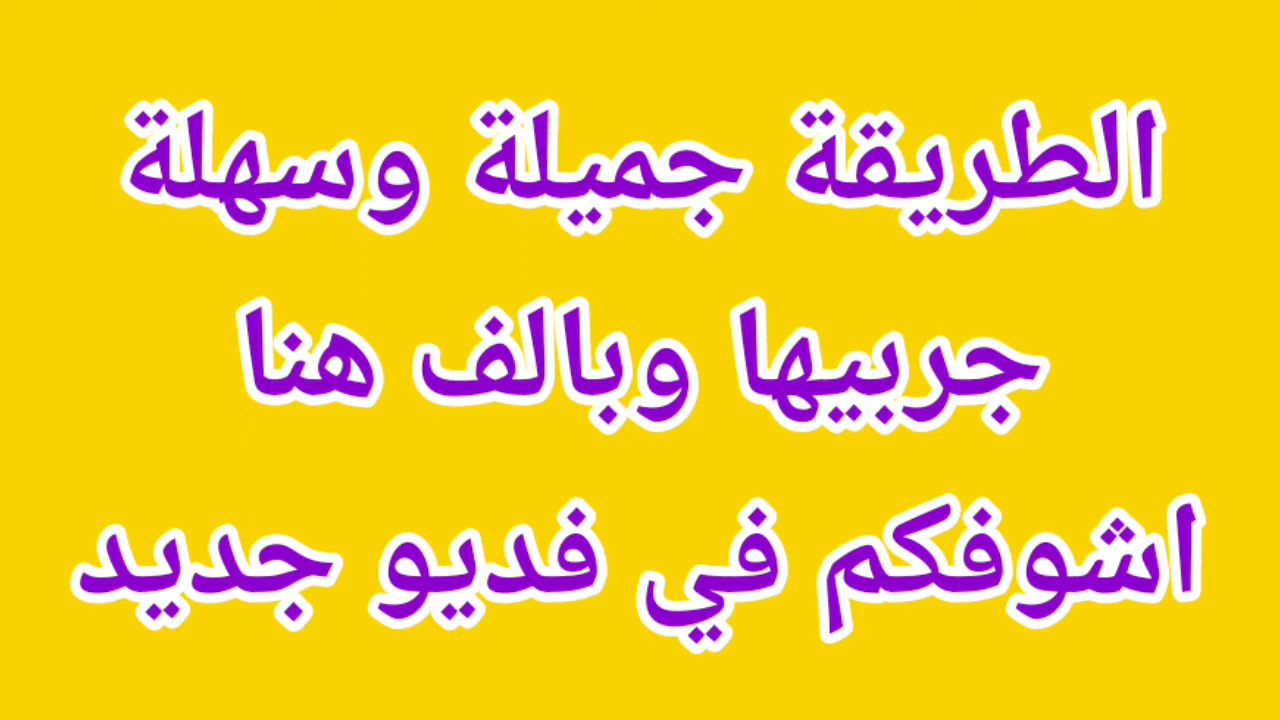 الطريقة جميلة وسهلة
جربيها وبالف هنا
اشوفكم في فديو جديد